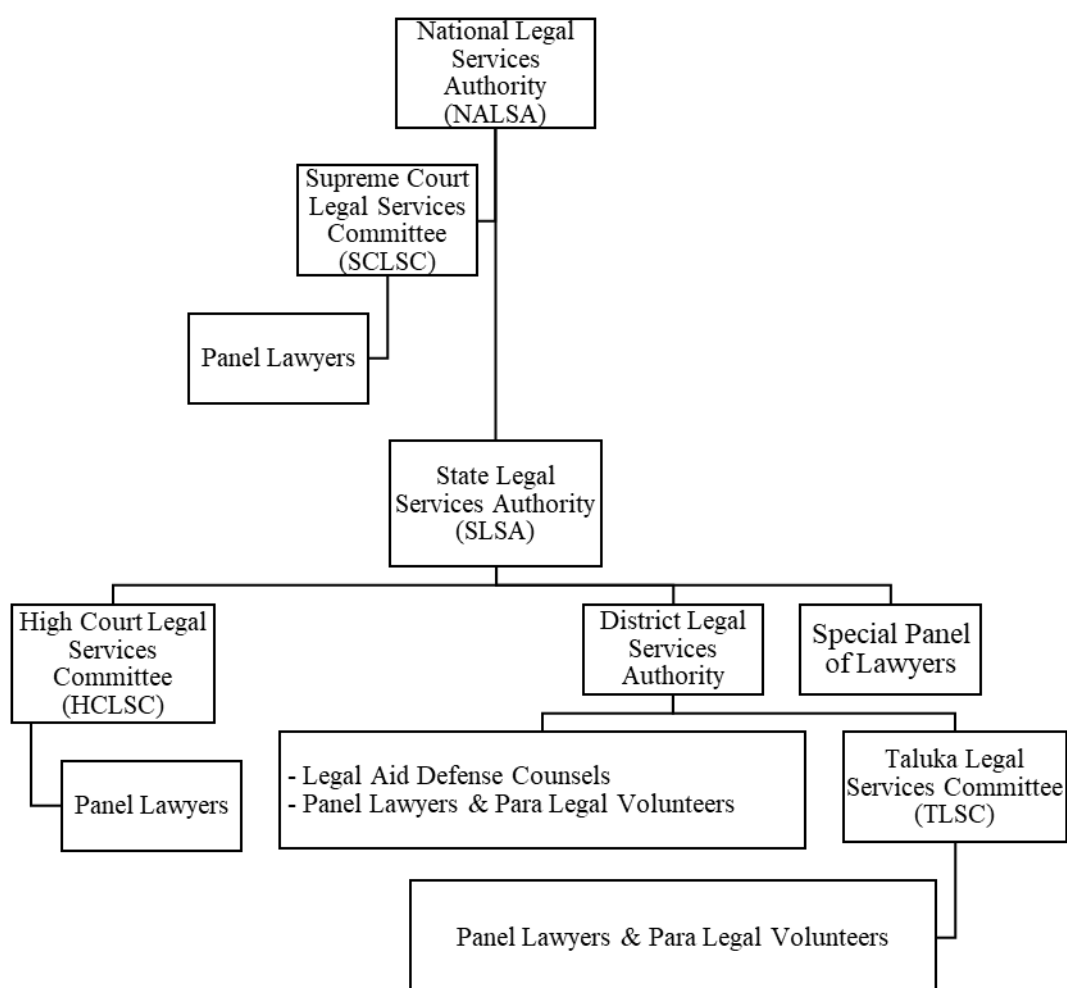 National Legal
Services
Authority
(NALSA)
Supreme Court
Legal Services
Committee
(SCLSC)
Panel Lawyers
State Legal
Services Authority
(SLSA)
High Court Legal
Services
Committee
(HCLSC)
District Legal
Services
Authority
Special Panel
of Lawyers
Panel Lawyers
- Legal Aid Defense Counsels
- Panel Lawyers & Para Legal Volunteers
Taluka Legal
Services Committee
(TLSC)
Panel Lawyers & Para Legal Volunteers